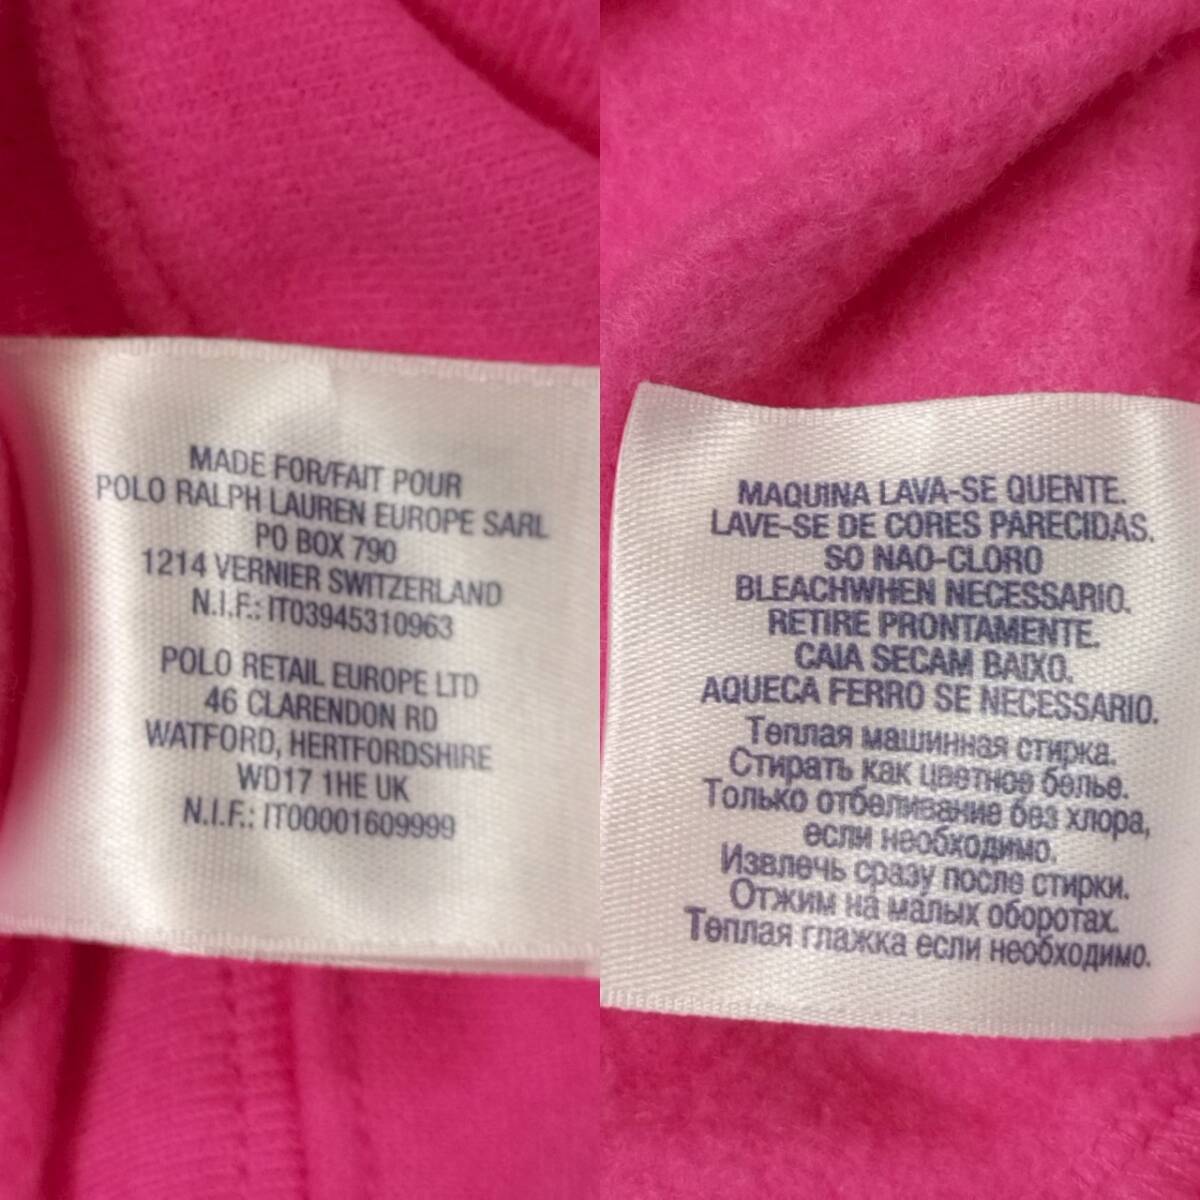 MADE FOR/FAIT POUR
POLO RALPH LAUREN EUROPE SARL
PO BOX 790
1214 VERNIER SWITZERLAND
N.I.F.: IT03945310963
POLO RETAIL EUROPE LTD
46 CLARENDON RD
WATFORD, HERTFORDSHIRE
WD17 1HE UK
N.I.F.: IT00001609999
MAQUINA LAVA-SE QUENTE.
LAVE-SE DE CORES PARECIDAS.
SO NAO-CLORO
BLEACHWHEN NECESSARIO.
RETIRE PRONTAMENTE.
CAIA SECAM BAIXO.
AQUECA FERRO SE NECESSARIO.
Теплая машинная стирка.
Стирать как цветное белье.
Только отбеливание без хлора,
если необходимо.
Извлечь сразу после стирки.
Отжим на малых оборотах.
Теплая глажка если необходимо.